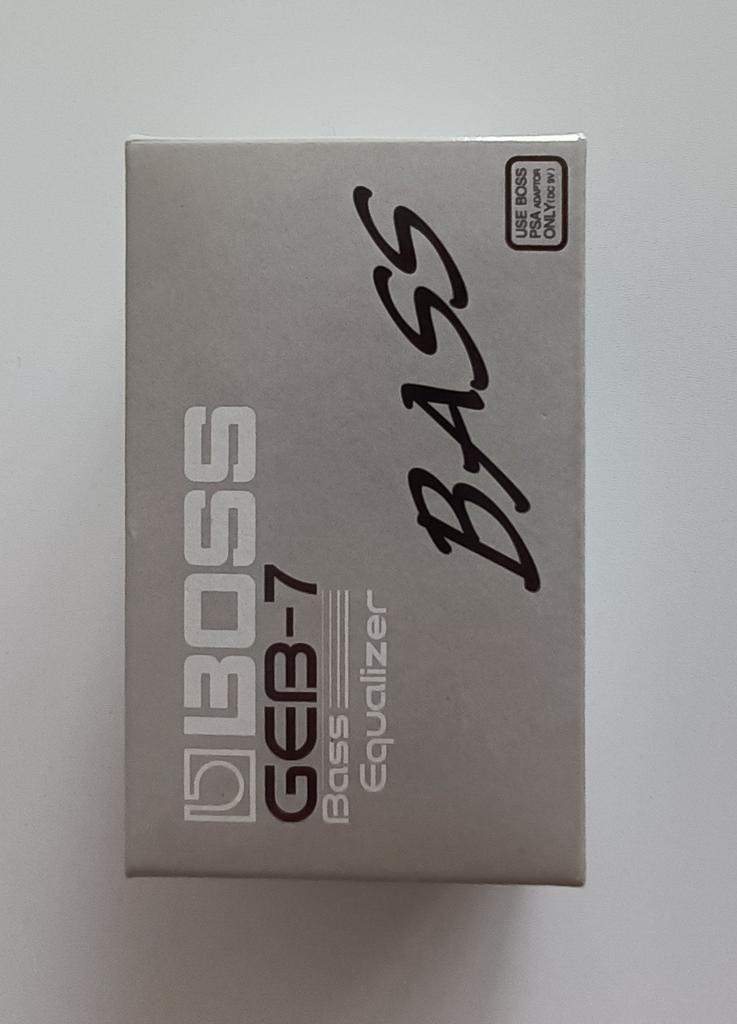 BOSS
GEB-7
Bass
Equalizer
BASS
USE BOSS
PSA ADAPTOR
ONLY(DC 9V)